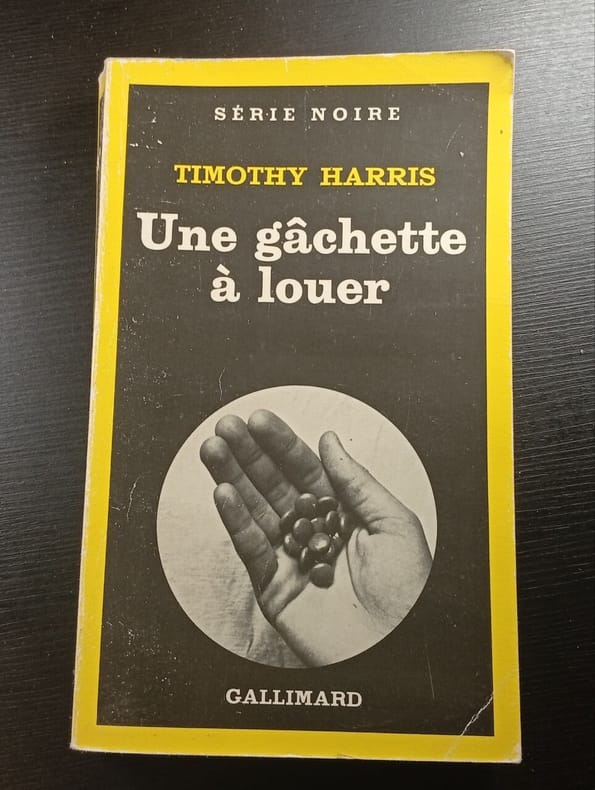 SÉRIE NOIRE
TIMOTHY HARRIS
Une gâchette
à louer
GALLIMARD